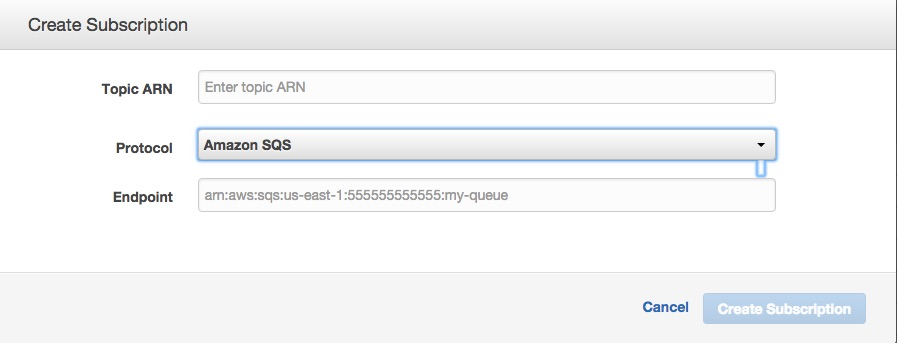 Create Subscription
Topic ARN Enter topic ARN
Protocol Amazon SQS
Endpoint arn:aws:sqs:us-east-1:555555555555:my-queue
Cancel Create Subscription